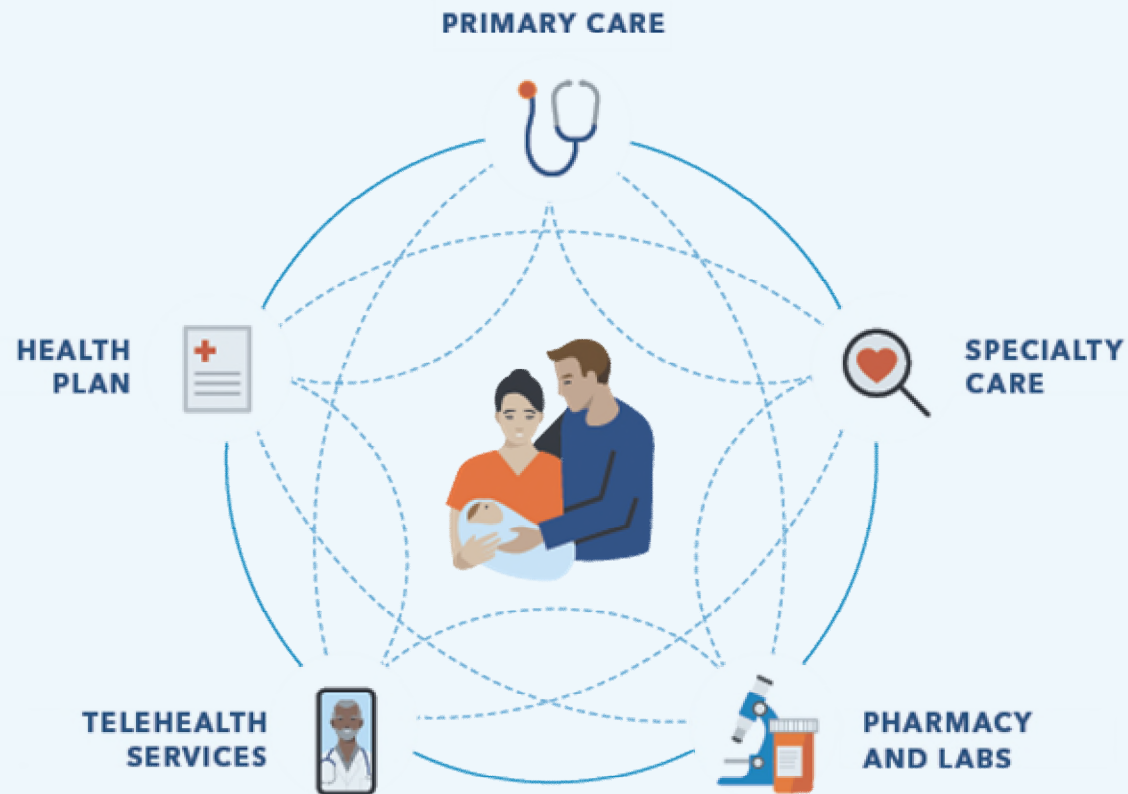 PRIMARY CARE
HEALTH
PLAN
SPECIALTY
CARE
TELEHEALTH
SERVICES
PHARMACY
AND LABS